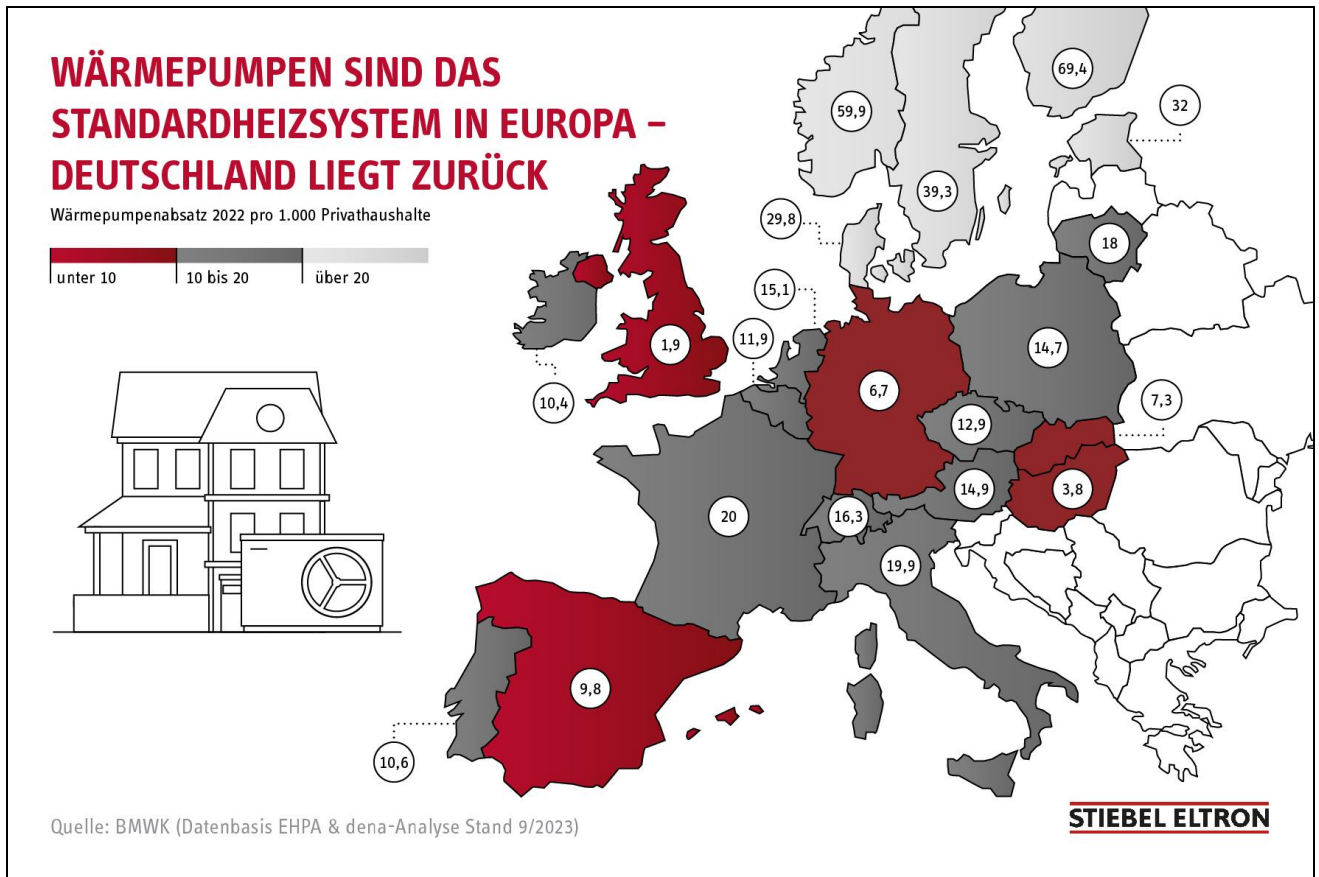 WÄRMEPUMPEN SIND DAS
STANDARDHEIZSYSTEM IN EUROPA –
DEUTSCHLAND LIEGT ZURÜCK
Wärmepumpenabsatz 2022 pro 1.000 Privathaushalte
unter 10
10 bis 20
über 20
69,4
59,9
32
39,3
29,8
18
15,1
11,9
1,9
14,7
6,7
10,4
7,3
12,9
14,9
3,8
20
16,3
19,9
9,8
10,6
Quelle: BMWK (Datenbasis EHPA & dena-Analyse Stand 9/2023)
STIEBEL ELTRON